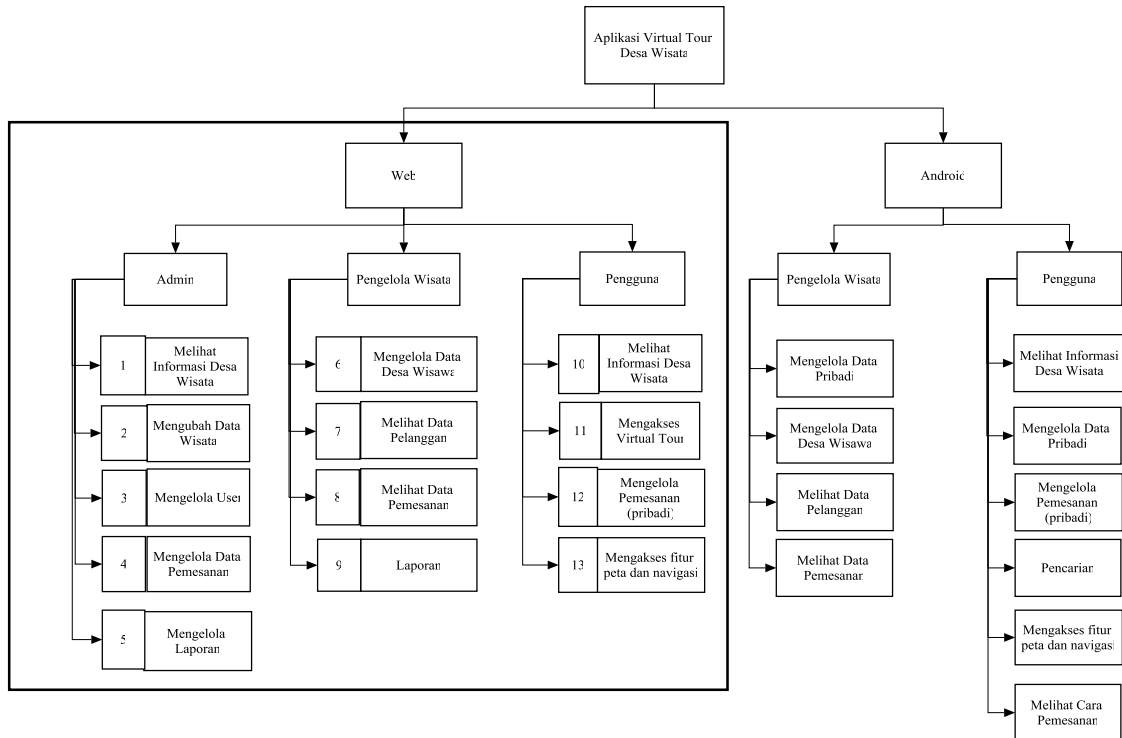 Aplikasi Virtual Tour
Desa Wisata
Web
Android
Admin
Pengelola Wisata
Pengguna
Pengelola Wisata
Pengguna
1
Melihat
Informasi Desa
Wisata
2
Mengubah Data
Wisata
3
Mengelola User
4
Mengelola Data
Pemesanan
5
Mengelola
Laporan
6
Mengelola Data
Desa Wisawa
7
Melihat Data
Pelanggan
8
Melihat Data
Pemesanan
9
Laporan
10
Melihat
Informasi Desa
Wisata
11
Mengakses
Virtual Tour
12
Mengelola
Pemesanan
(pribadi)
13
Mengakses fitur
peta dan navigasi
Mengelola Data
Pribadi
Mengelola Data
Desa Wisawa
Melihat Data
Pelanggan
Melihat Data
Pemesanan
Melihat Informasi
Desa Wisata
Mengelola Data
Pribadi
Mengelola
Pemesanan
(pribadi)
Pencarian
Mengakses fitur
peta dan navigasi
Melihat Cara
Pemesanan